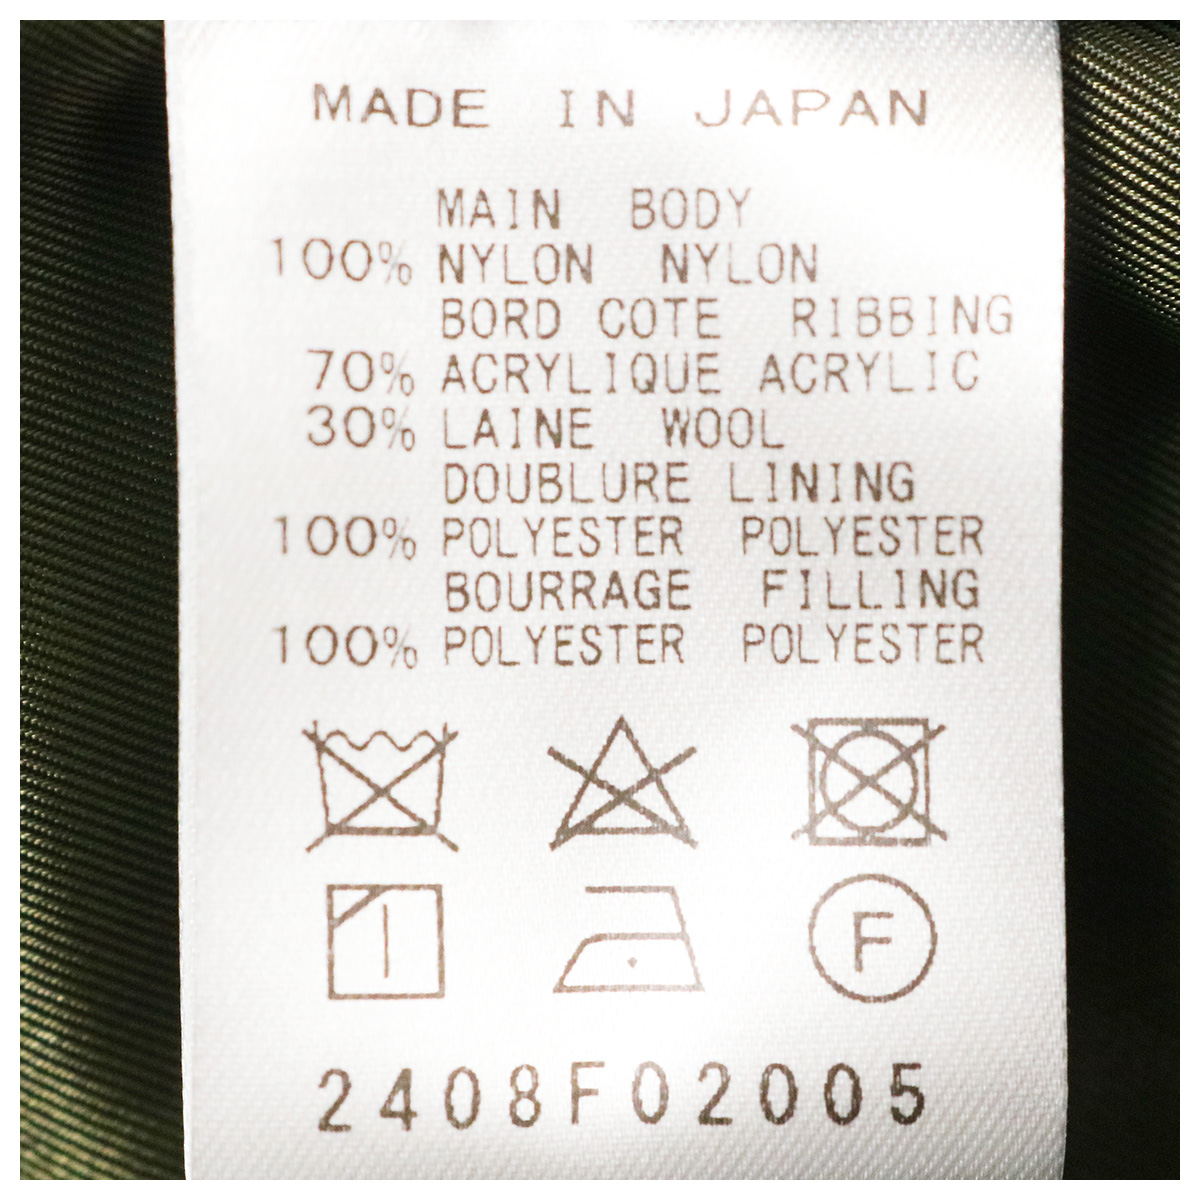 MADE IN JAPAN
MAIN BODY
100% NYLON NYLON
BORD COTE RIBBING
70% ACRYLIQUE ACRYLIC
30% LAINE WOOL
DOUBLURE LINING
100% POLYESTER POLYESTER
BOURRAGE FILLING
100% POLYESTER POLYESTER
F
2408F02005